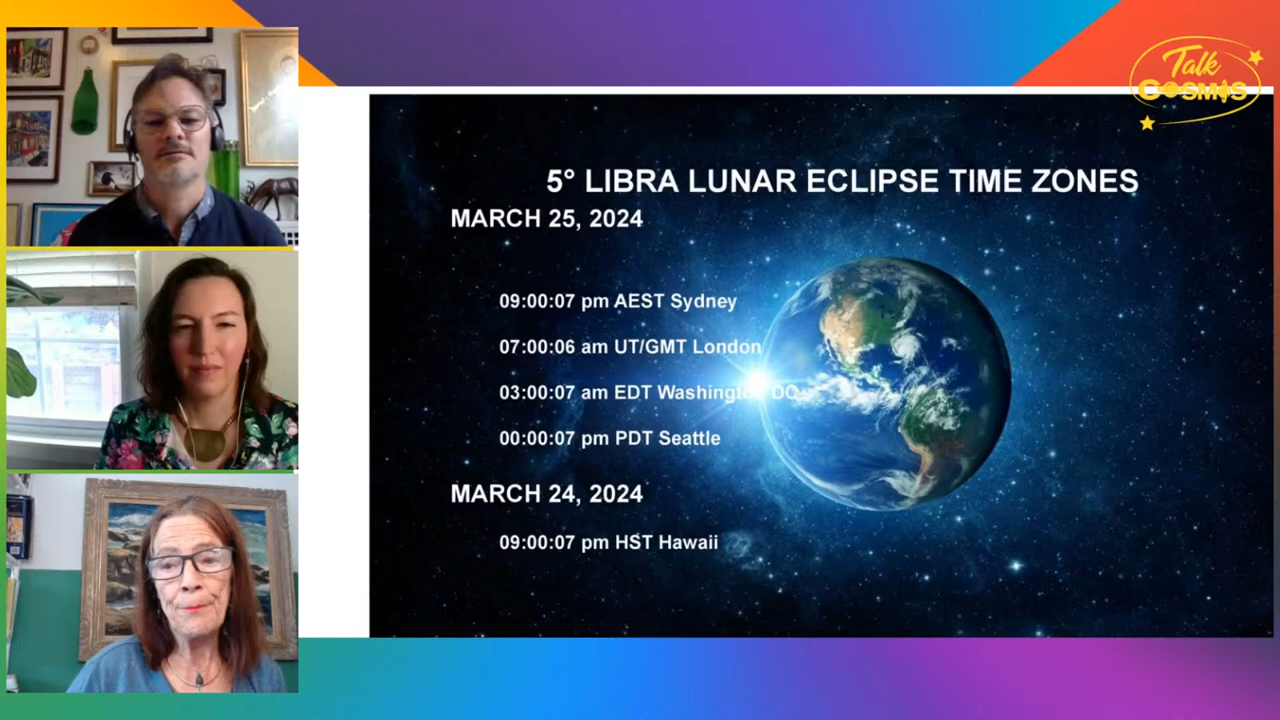 Talk
COSMOS
5° LIBRA LUNAR ECLIPSE TIME ZONES
MARCH 25, 2024
09:00:07 pm AEST Sydney
07:00:06 am UT/GMT London
03:00:07 am EDT Washington DC
00:00:07 pm PDT Seattle
MARCH 24, 2024
09:00:07 pm HST Hawaii